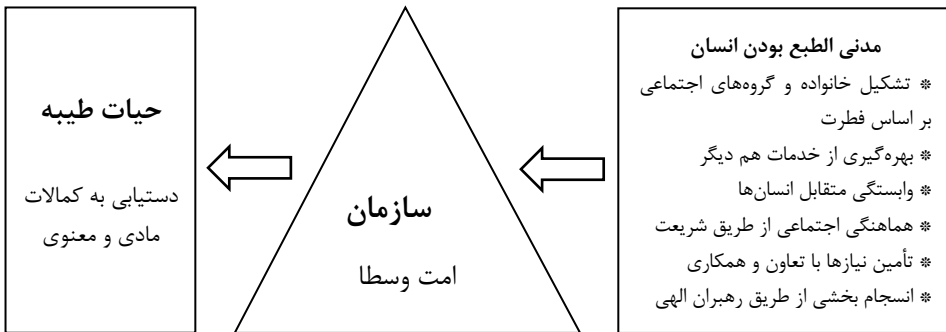 مدنی الطبع بودن انسان
* تشکیل خانواده و گروه‌های اجتماعی
بر اساس فطرت
* بهره‌گیری از خدمات هم دیگر
* وابستگی متقابل انسان‌ها
* هماهنگی اجتماعی از طریق شریعت
* تأمین نیازها با تعاون و همکاری
* انسجام بخشی از طریق رهبران الهی
سازمان
امت وسطا
حیات طیبه
دستیابی به کمالات
مادی و معنوی